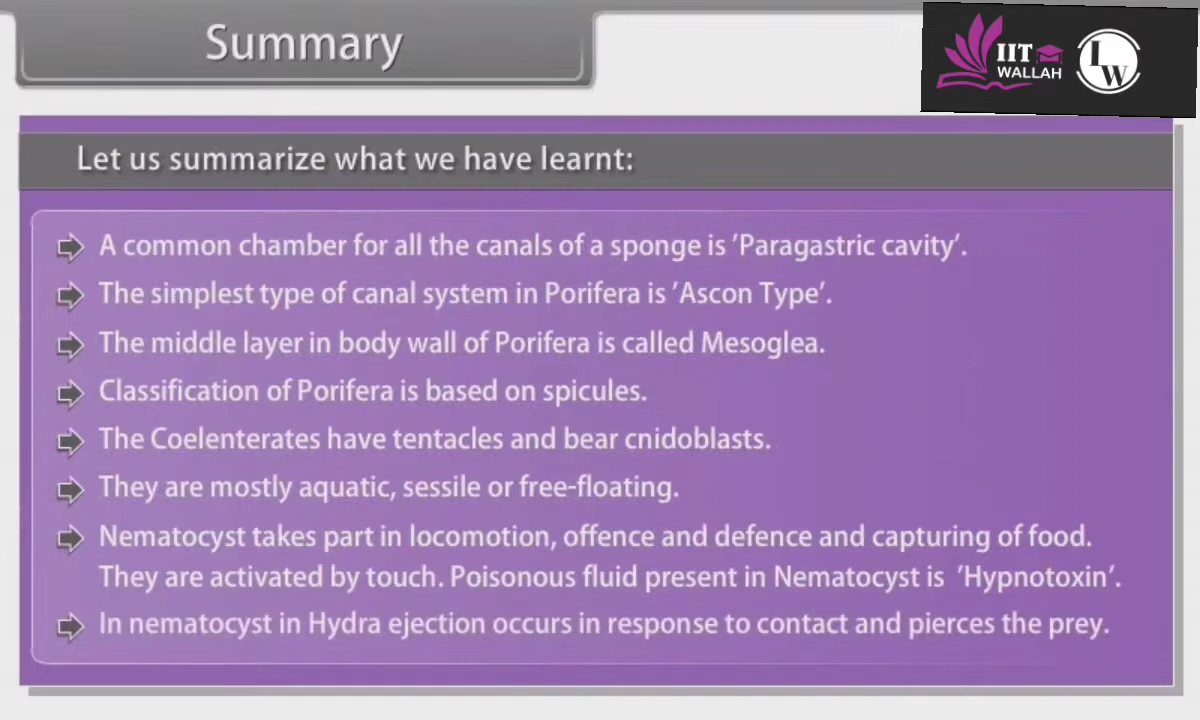 Summary
IIT
WALLAH
LW
Let us summarize what we have learnt:
A common chamber for all the canals of a sponge is ‘Paragastric cavity’.
The simplest type of canal system in Porifera is ‘Ascon Type’.
The middle layer in body wall of Porifera is called Mesoglea.
Classification of Porifera is based on spicules.
The Coelenterates have tentacles and bear cnidoblasts.
They are mostly aquatic, sessile or free-floating.
Nematocyst takes part in locomotion, offence and defence and capturing of food.
They are activated by touch. Poisonous fluid present in Nematocyst is ‘Hypnotoxin’.
In nematocyst in Hydra ejection occurs in response to contact and pierces the prey.